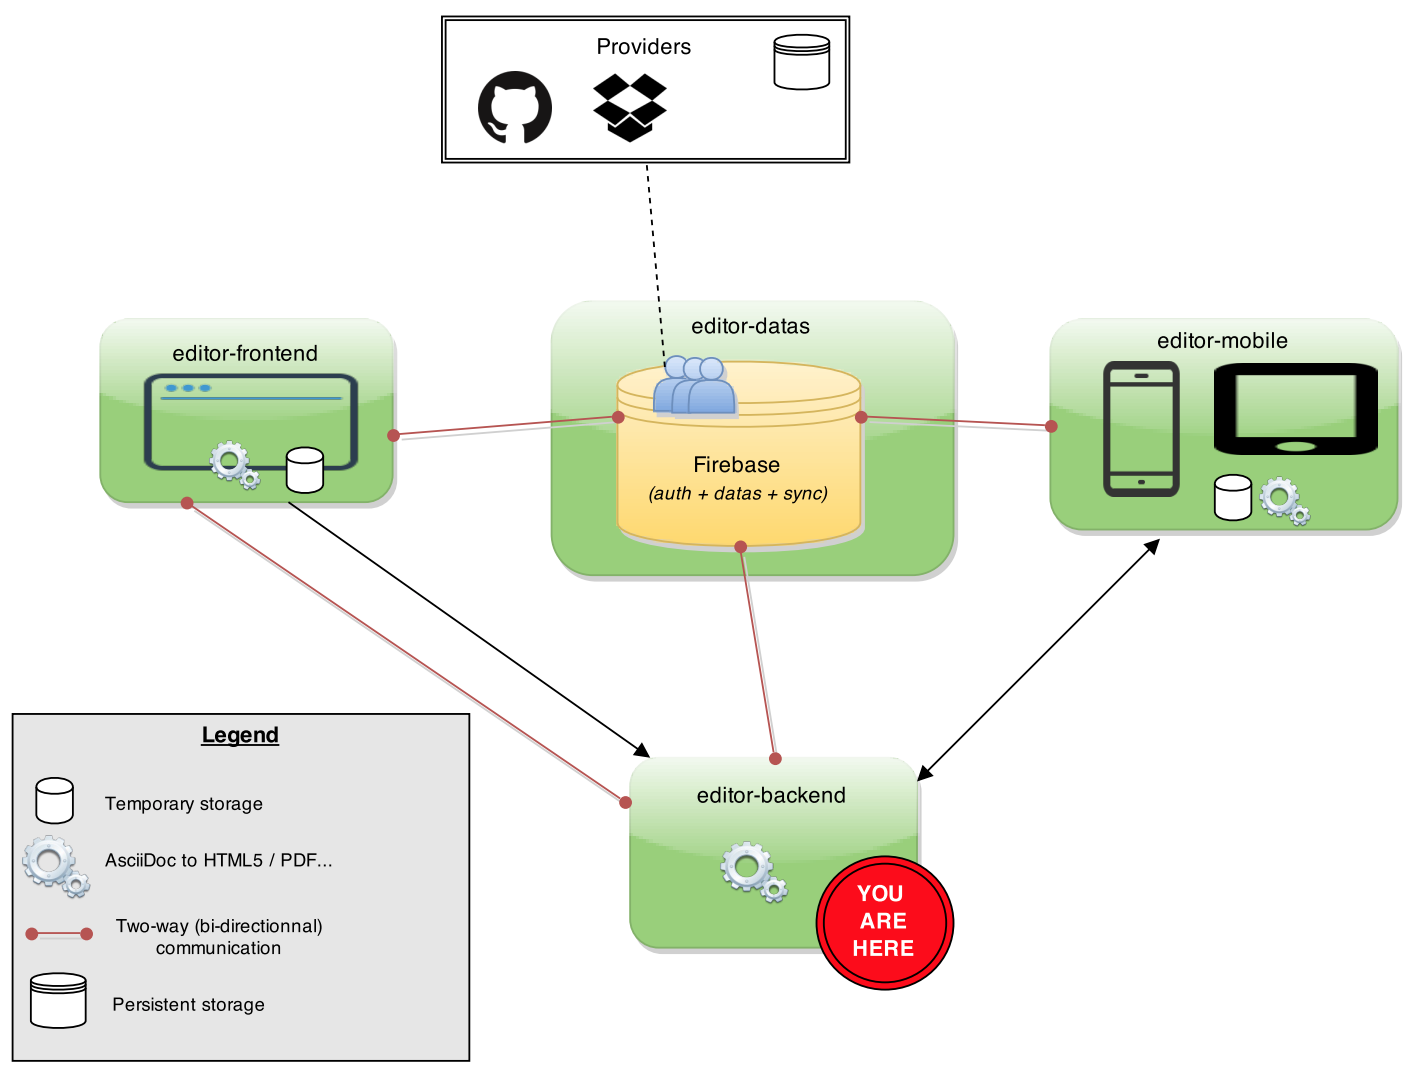 Providers
editor-frontend
editor-datas
editor-mobile
Firebase
(auth + datas + sync)
Legend
Temporary storage
AsciiDoc to HTML5 / PDF...
Two-way (bi-directionnal)
communication
Persistent storage
editor-backend
YOU
ARE
HERE